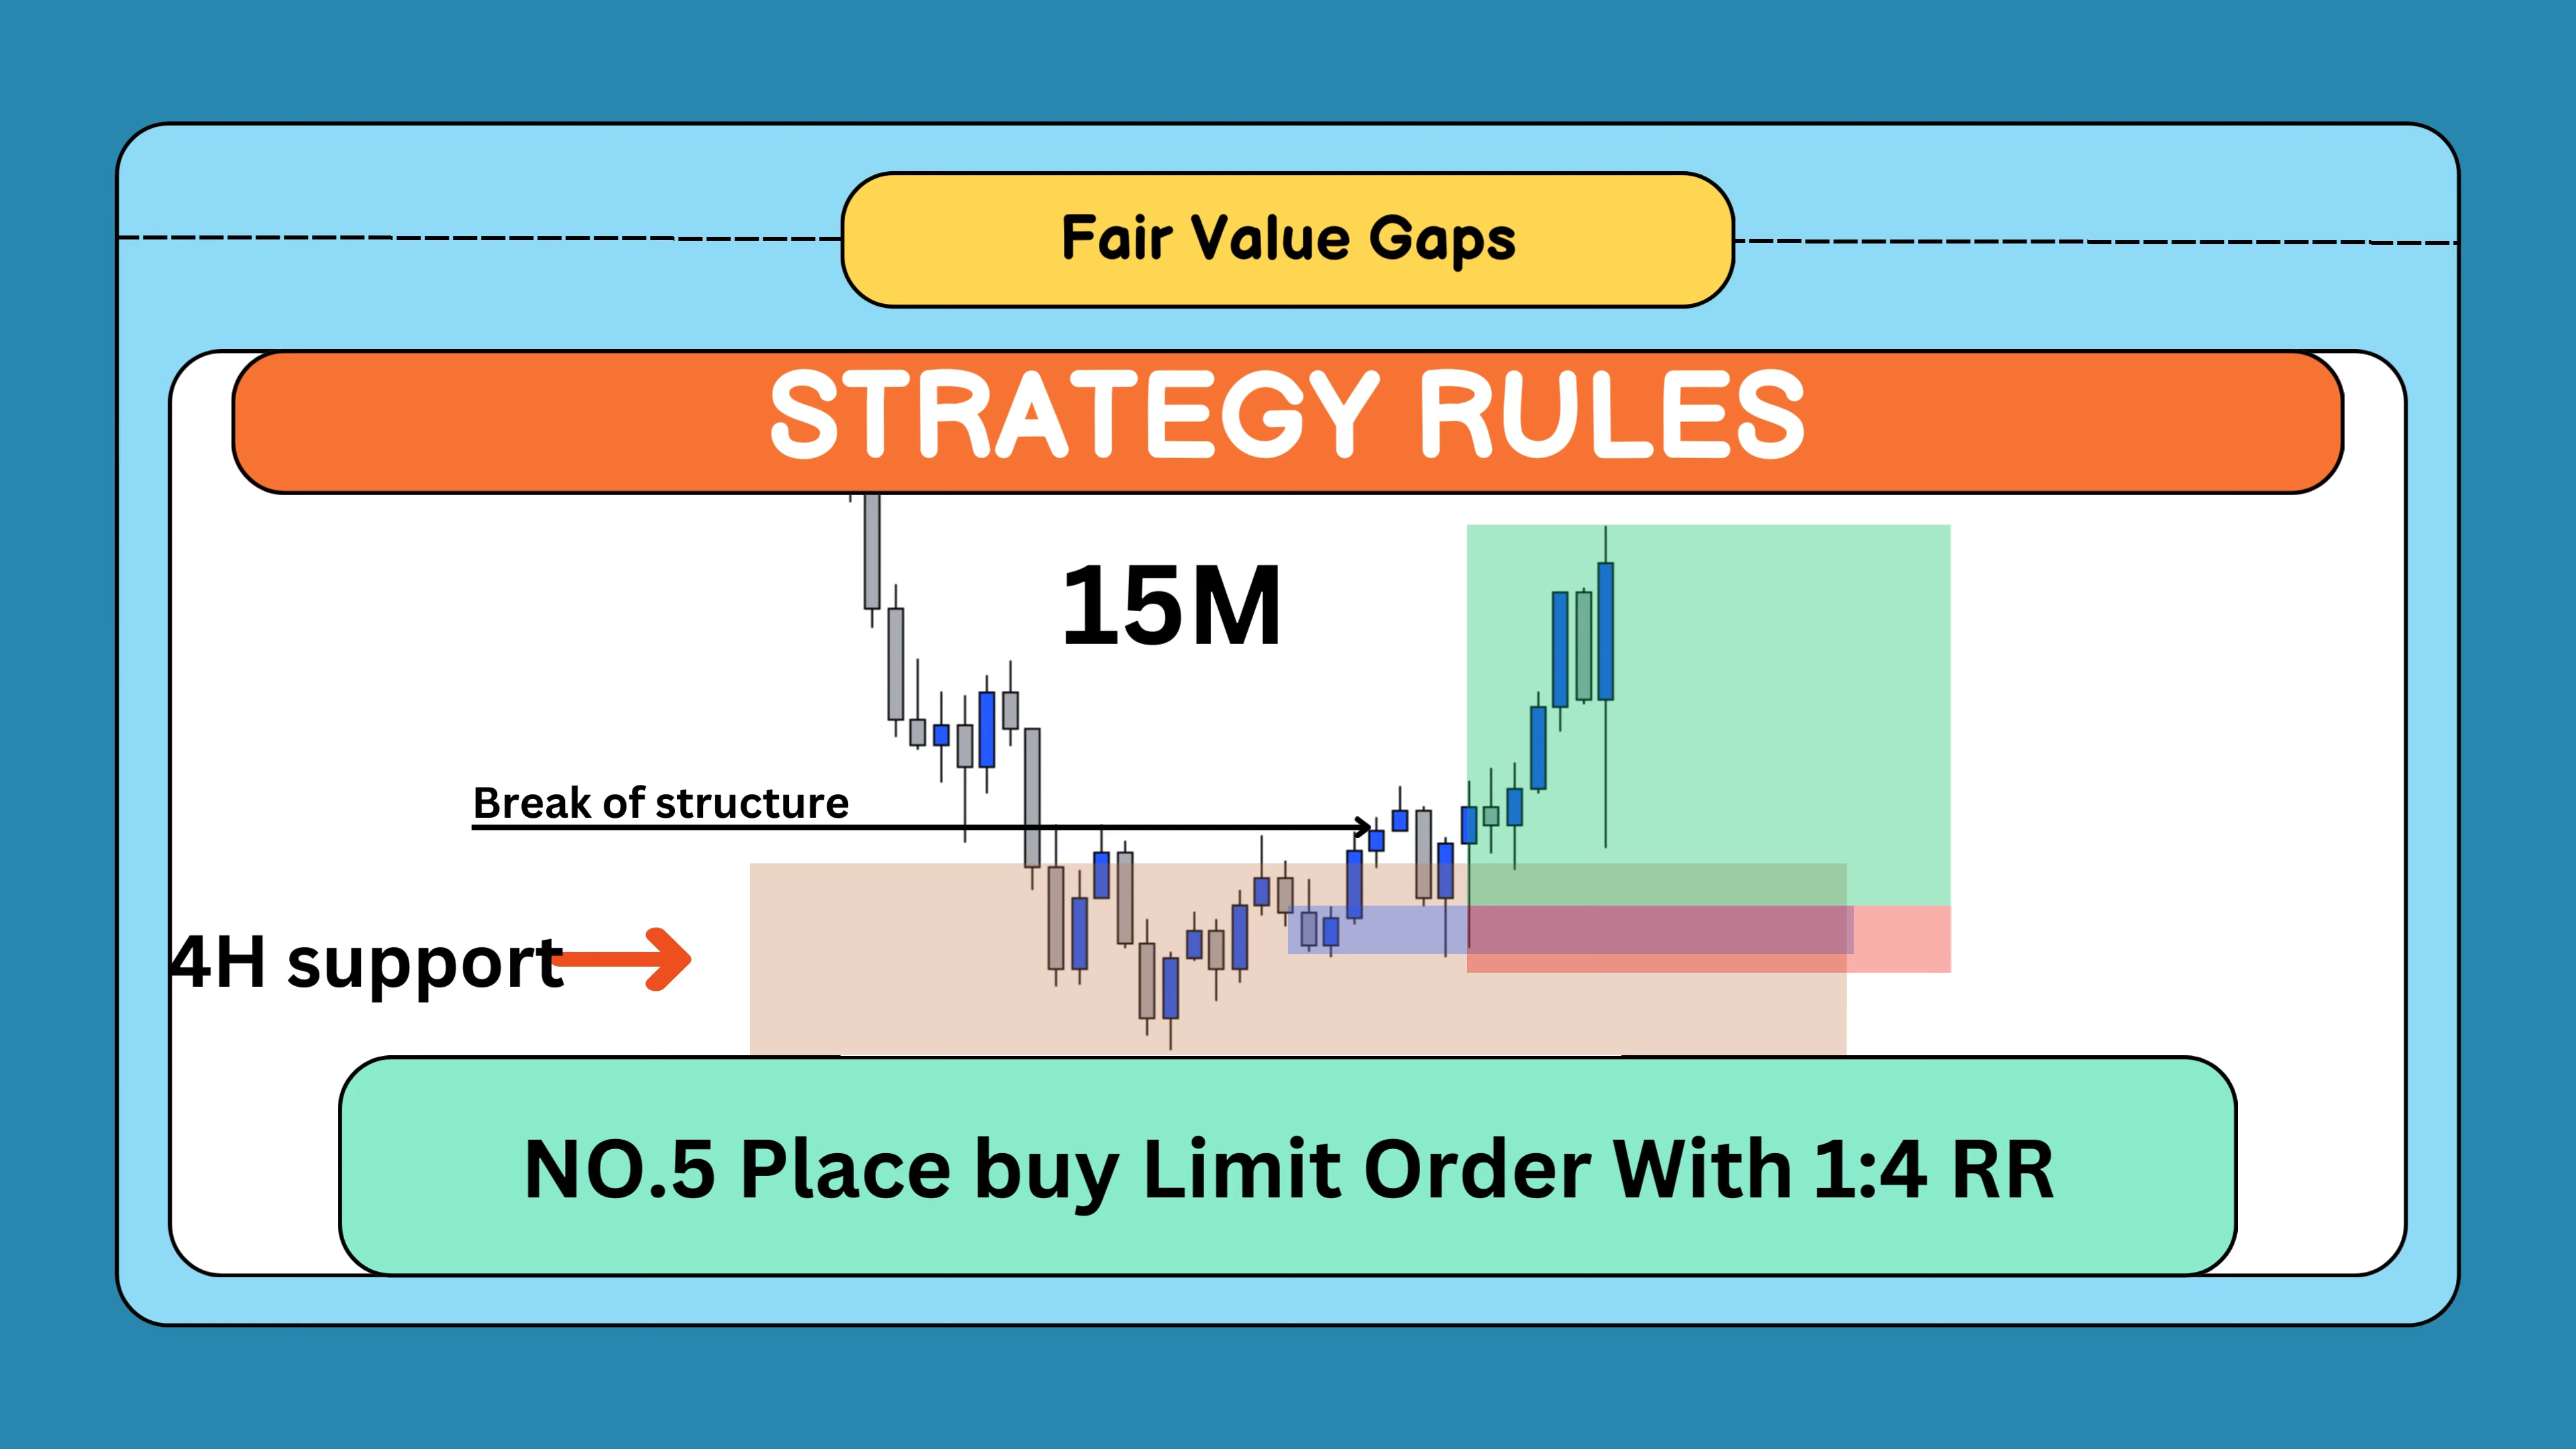 Fair Value Gaps
STRATEGY RULES
15M
Break of structure
4H support
NO.5 Place buy Limit Order With 1:4 RR